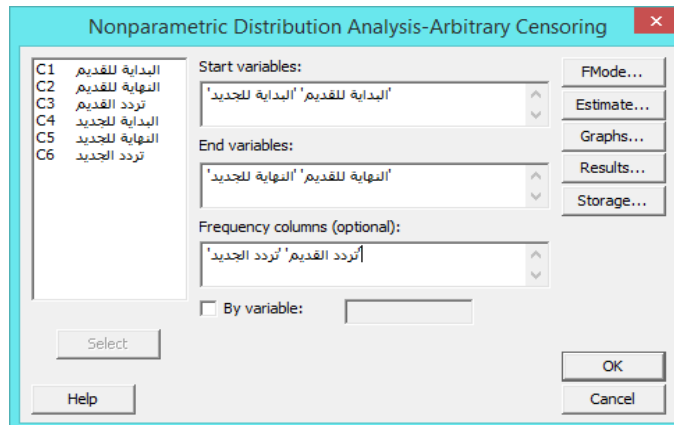 Nonparametric Distribution Analysis-Arbitrary Censoring
C1 البداية للقديم
C2 النهاية للقديم
C3 تردد القديم
C4 البداية للجديد
C5 النهاية للجديد
C6 تردد الجديد
Start variables:
'البداية للقديم' 'البداية للجديد'
End variables:
'النهاية للقديم' 'النهاية للجديد'
Frequency columns (optional):
'تردد القديم' 'تردد الجديد'
By variable:
Select
Help
FMode...
Estimate...
Graphs...
Results...
Storage...
OK
Cancel